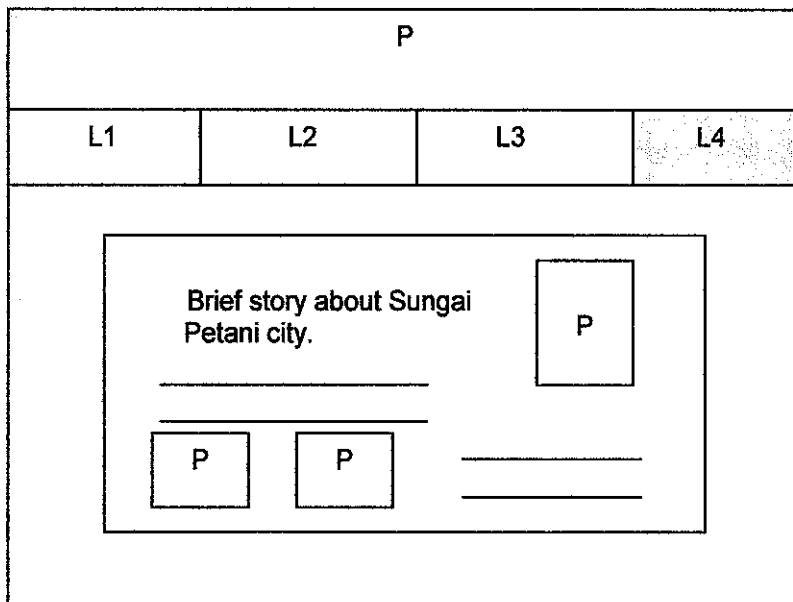 P
L1 L2 L3 L4
Brief story about Sungai
Petani city.
P
P P